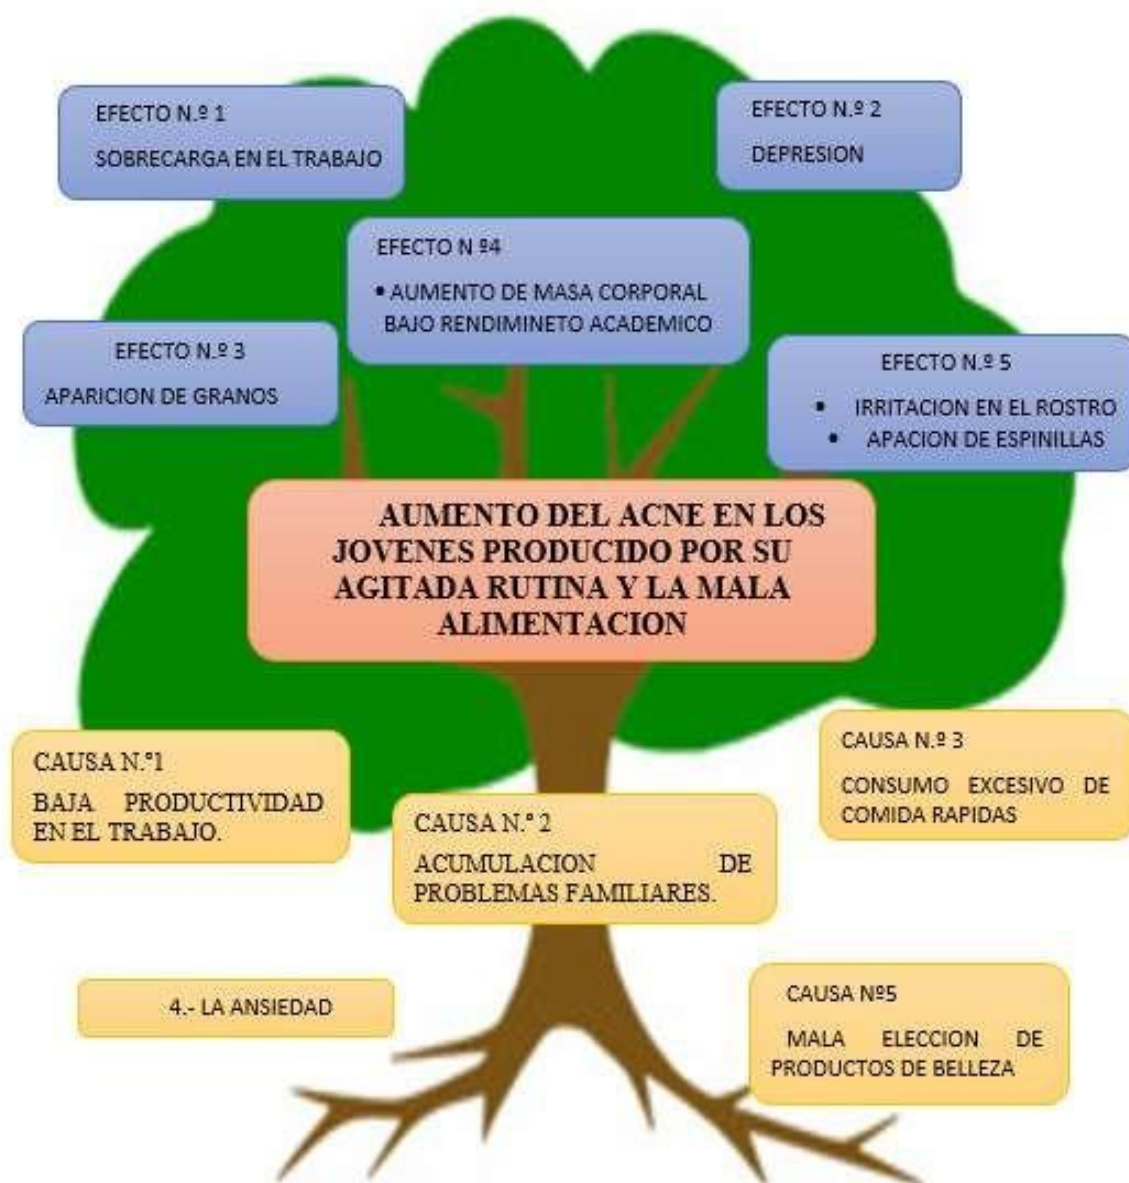 EFECTO N.º 1
SOBRECARGA EN EL TRABAJO
EFECTO N.º 2
DEPRESION
EFECTO N º4
• AUMENTO DE MASA CORPORAL
BAJO RENDIMINETO ACADEMICO
EFECTO N.º 3
APARICION DE GRANOS
EFECTO N.º 5
• IRRITACION EN EL ROSTRO
• APACION DE ESPINILLAS
AUMENTO DEL ACNE EN LOS
JOVENES PRODUCIDO POR SU
AGITADA RUTINA Y LA MALA
ALIMENTACION
CAUSA N.°1
BAJA PRODUCTIVIDAD
EN EL TRABAJO.
CAUSA N.° 2
ACUMULACION DE
PROBLEMAS FAMILIARES.
CAUSA N.º 3
CONSUMO EXCESIVO DE
COMIDA RAPIDAS
4.- LA ANSIEDAD
CAUSA Nº5
MALA ELECCION DE
PRODUCTOS DE BELLEZA